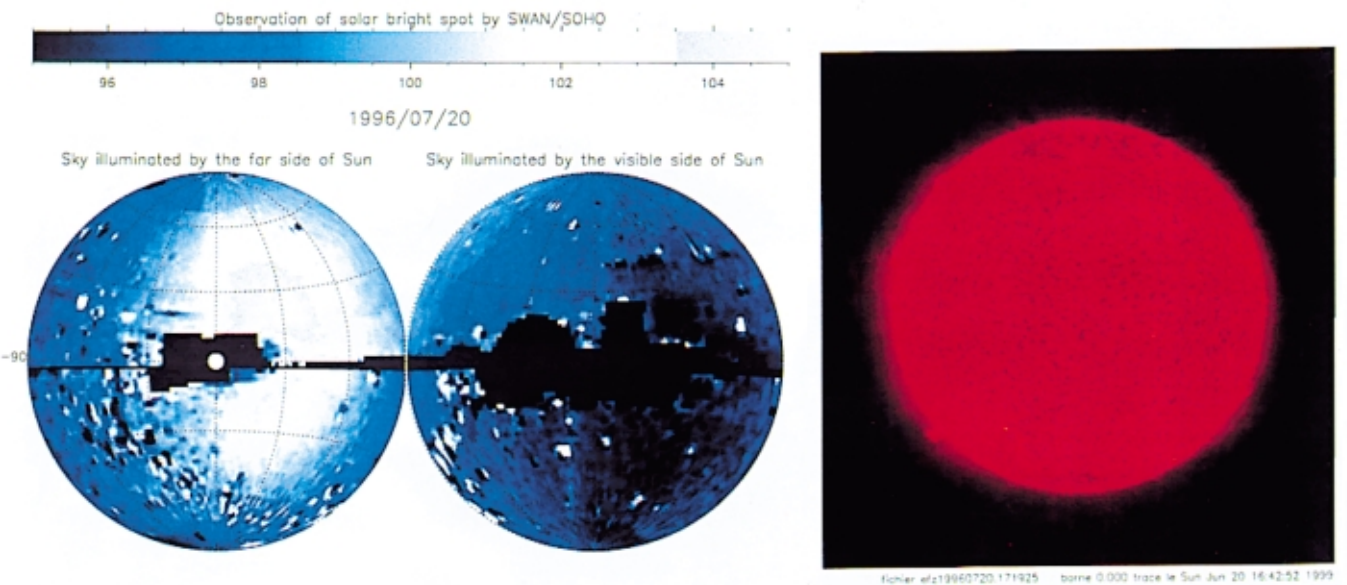 Observation of solar bright spot by SWAN/SOHO
96 98 100 102 104
1996/07/20
Sky illuminated by the far side of Sun
Sky illuminated by the visible side of Sun
-90
fichier efz19960720.171925 borne 0.000 trace le Sun Jun 20 16:42:52 1999